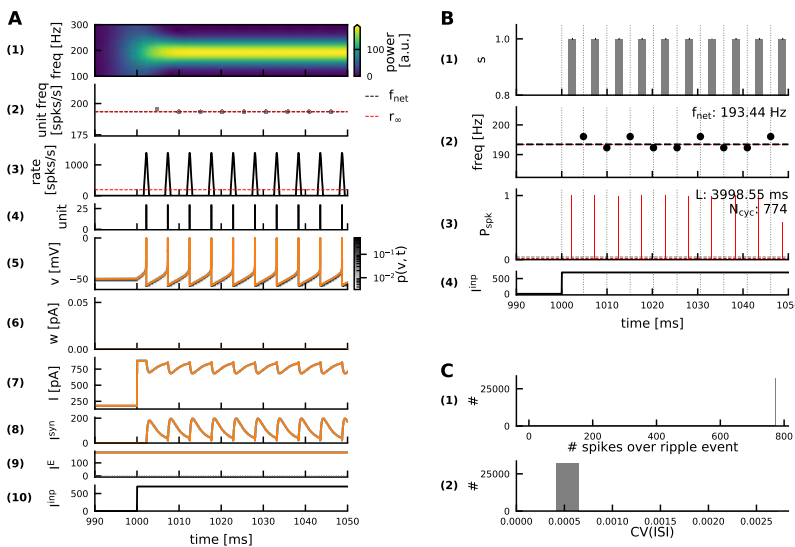 A
(1)
freq [Hz]
300
200
100
100
0
power
[a.u.]
(2)
unit freq
[spks/s]
200
175
f_net
r_∞
(3)
rate
[spks/s]
1000
0
(4)
unit
25
0
(5)
v [mV]
0
−50
10⁻¹
10⁻²
p(v, t)
(6)
w [pA]
0.05
0.00
(7)
I [pA]
750
500
250
(8)
I^syn
200
0
(9)
I^E
100
0
(10)
I^inp
500
0
990
1000
1010
1020
1030
1040
1050
time [ms]
B
(1)
s
1.0
0.8
(2)
freq [Hz]
200
190
f_net: 193.44 Hz
(3)
P_spk
1
0
L: 3998.55 ms
N_cyc: 774
(4)
I^inp
500
0
990
1000
1010
1020
1030
1040
1050
time [ms]
C
(1)
#
25000
0
0
200
400
600
800
# spikes over ripple event
(2)
#
25000
0
0.0000
0.0005
0.0010
0.0015
0.0020
0.0025
CV(ISI)